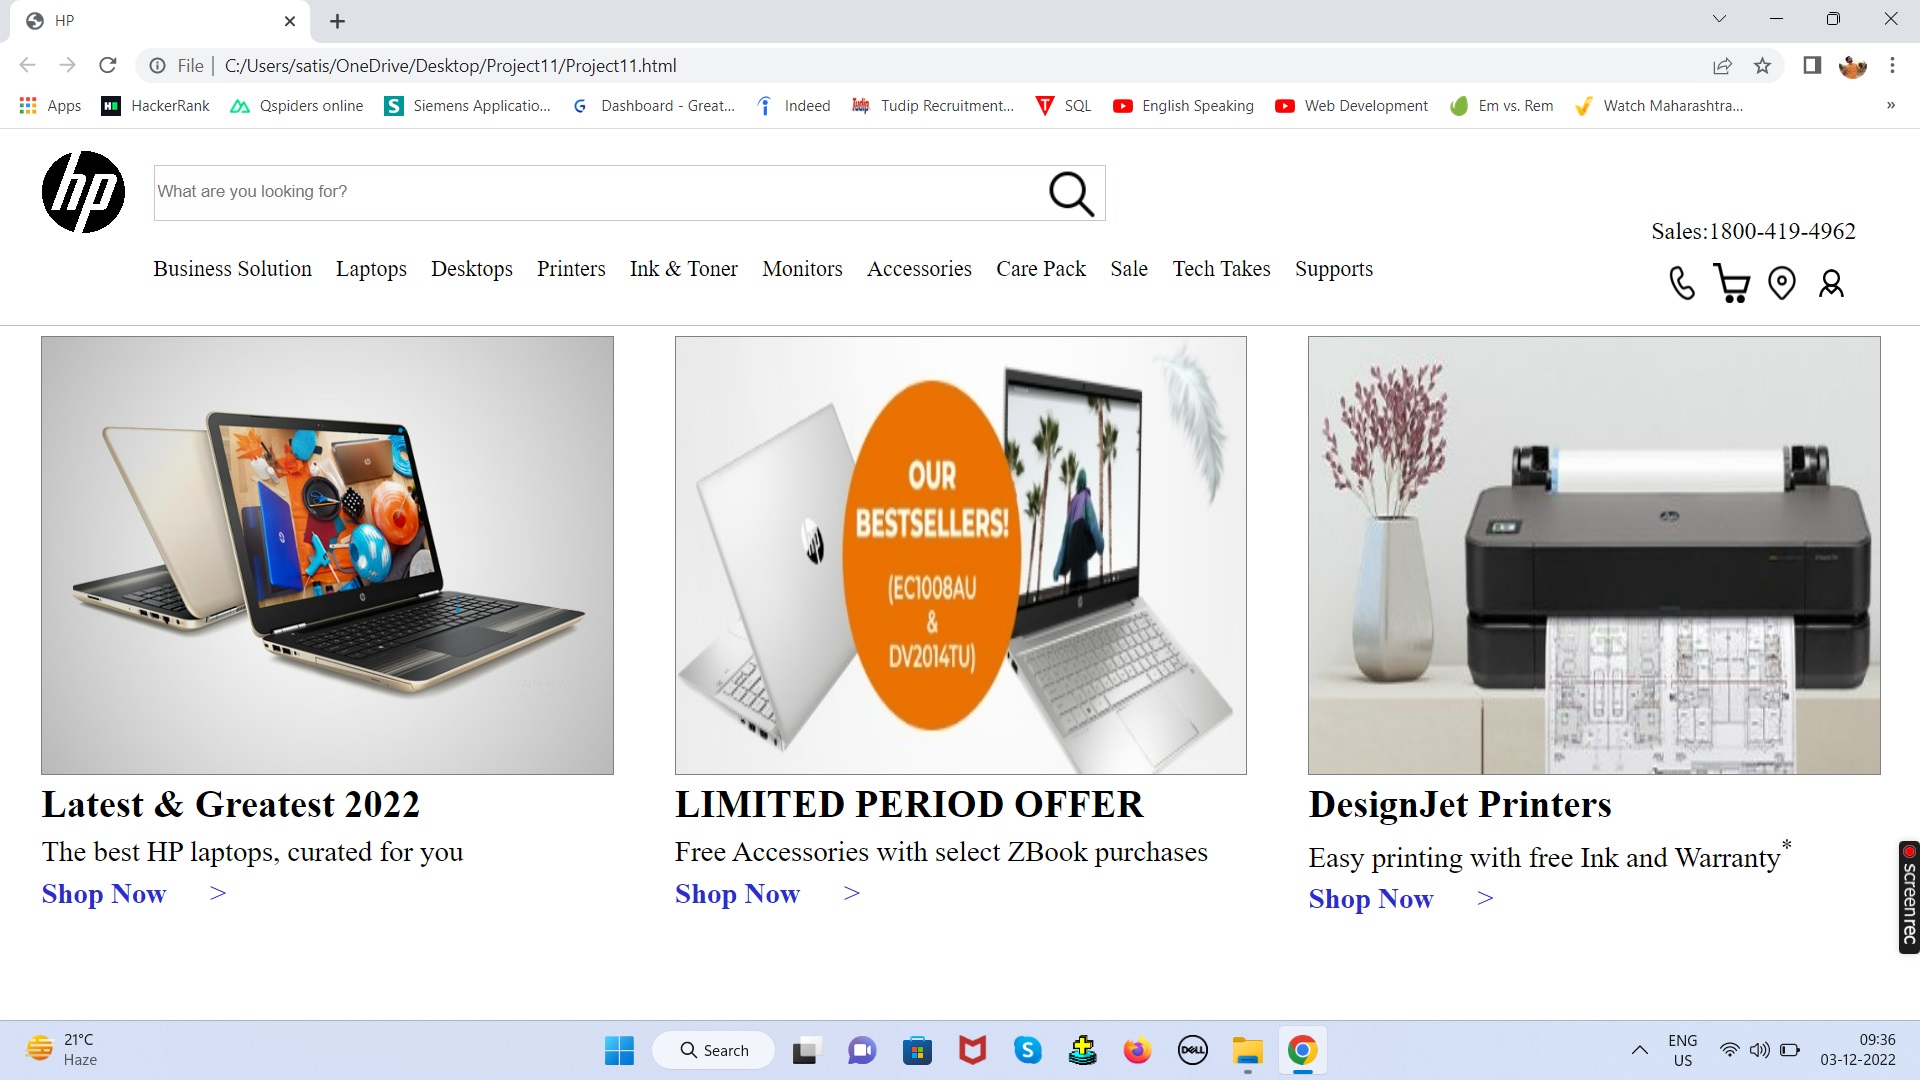 HP
File
C:/Users/satis/OneDrive/Desktop/Project11/Project11.html
Apps
HackerRank
Qspiders online
Siemens Applicatio...
Dashboard - Great...
Indeed
Tudip Recruitment...
SQL
English Speaking
Web Development
Em vs. Rem
Watch Maharashtra...
»
hp
What are you looking for?
Sales:1800-419-4962
Business Solution
Laptops
Desktops
Printers
Ink & Toner
Monitors
Accessories
Care Pack
Sale
Tech Takes
Supports
OUR
BESTSELLERS!
(EC1008AU
&
DV2014TU)
Latest & Greatest 2022
The best HP laptops, curated for you
Shop Now >
LIMITED PERIOD OFFER
Free Accessories with select ZBook purchases
Shop Now >
DesignJet Printers
Easy printing with free Ink and Warranty*
Shop Now >
screenrec
21°C
Haze
Search
DELL
ENG
US
09:36
03-12-2022